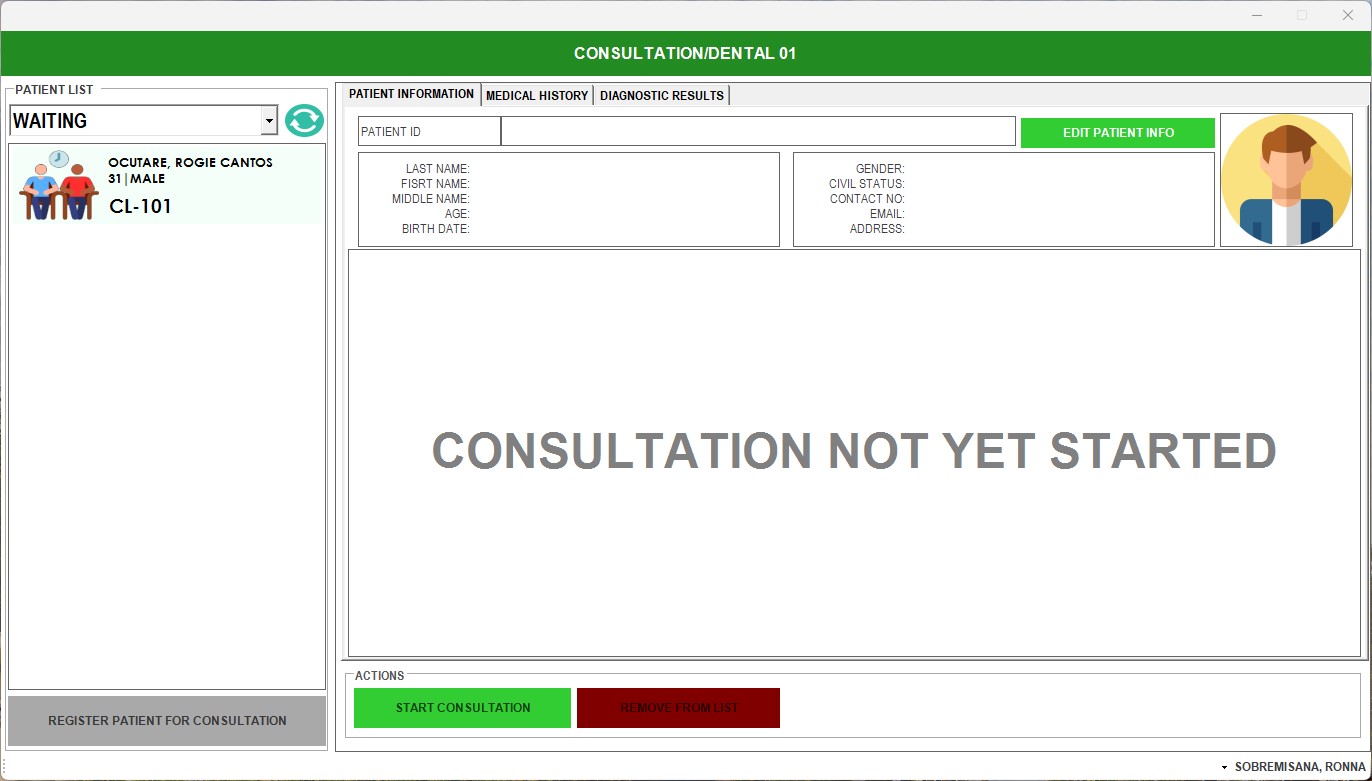 CONSULTATION/DENTAL 01
PATIENT LIST
WAITING
OCUTARE, ROGIE CANTOS
31|MALE
CL-101
REGISTER PATIENT FOR CONSULTATION
PATIENT INFORMATION
MEDICAL HISTORY
DIAGNOSTIC RESULTS
PATIENT ID
EDIT PATIENT INFO
LAST NAME:
FISRT NAME:
MIDDLE NAME:
AGE:
BIRTH DATE:
GENDER:
CIVIL STATUS:
CONTACT NO:
EMAIL:
ADDRESS:
CONSULTATION NOT YET STARTED
ACTIONS
START CONSULTATION
REMOVE FROM LIST
SOBREMISANA, RONNA